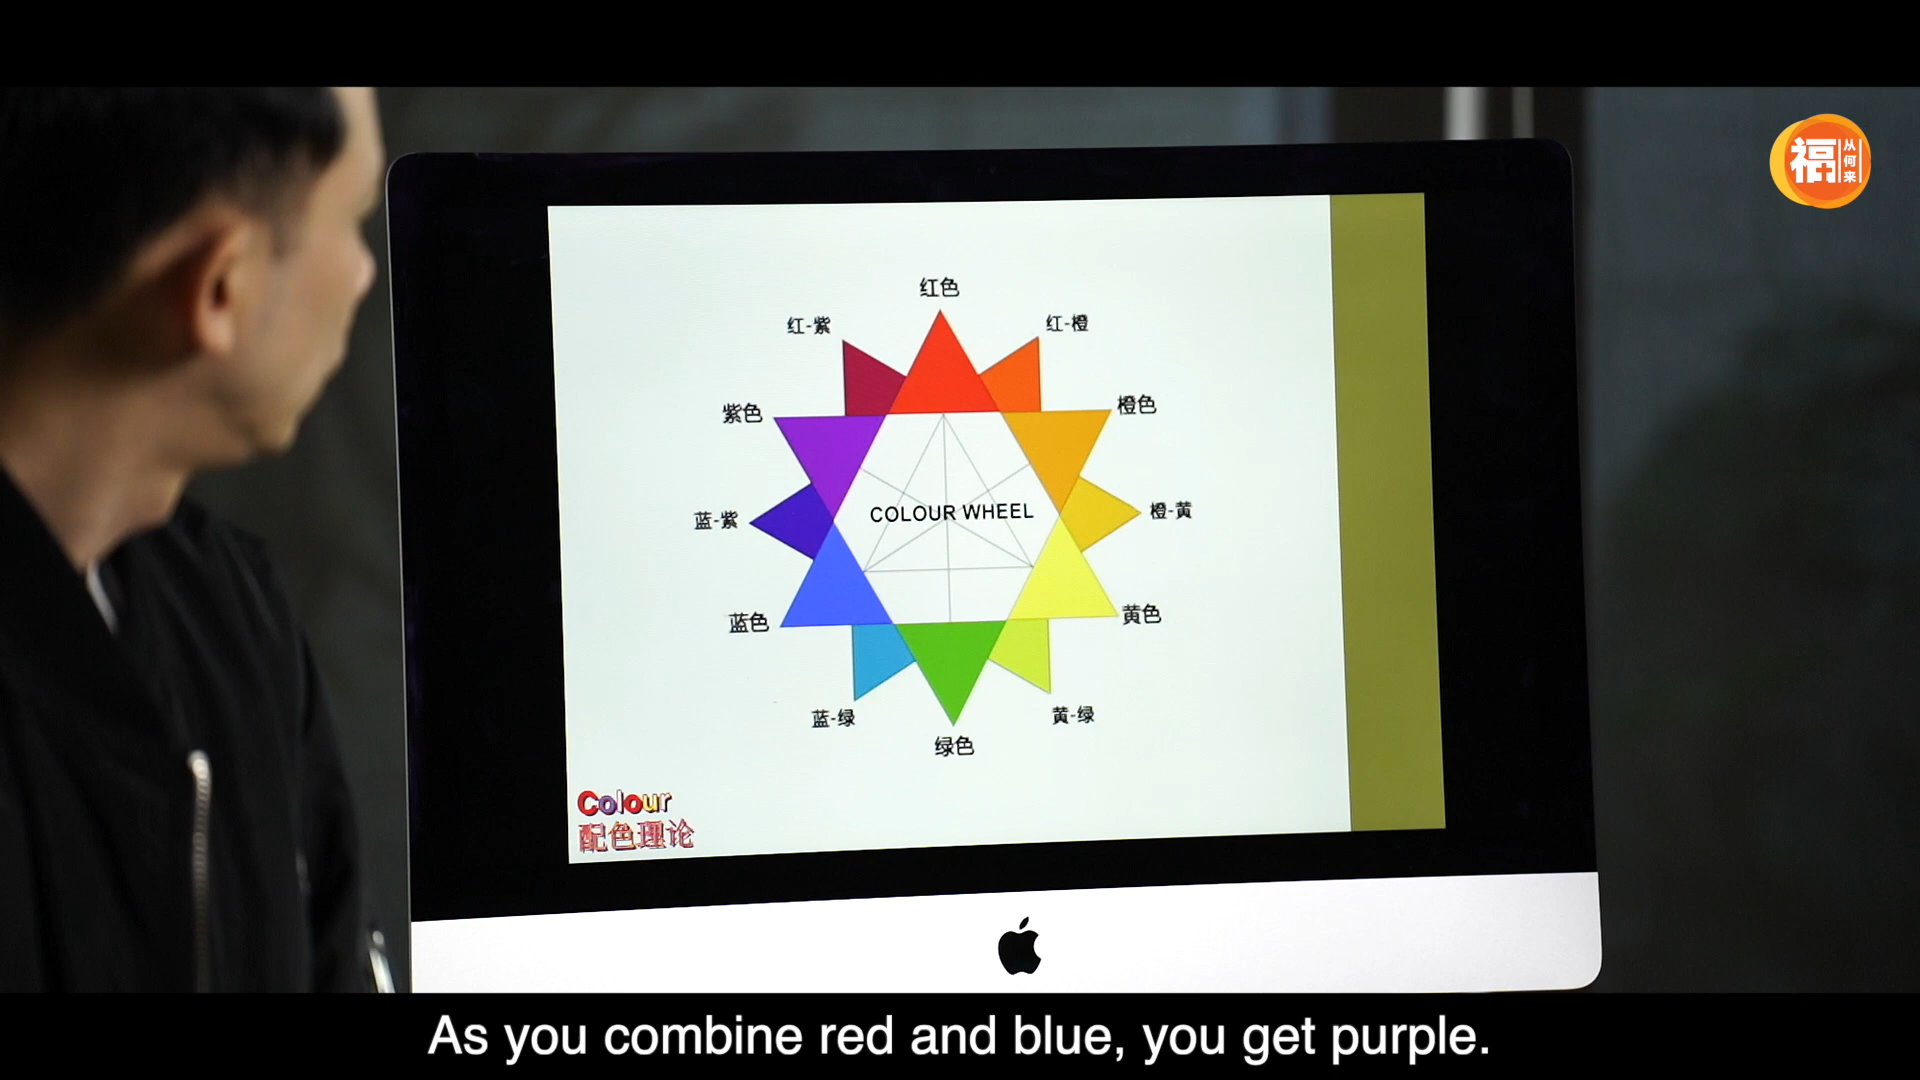 福
从何来
红色
红-紫
红-橙
紫色
橙色
蓝-紫
COLOUR WHEEL
橙-黄
蓝色
黄色
蓝-绿
黄-绿
绿色
Colour
配色理论
As you combine red and blue, you get purple.